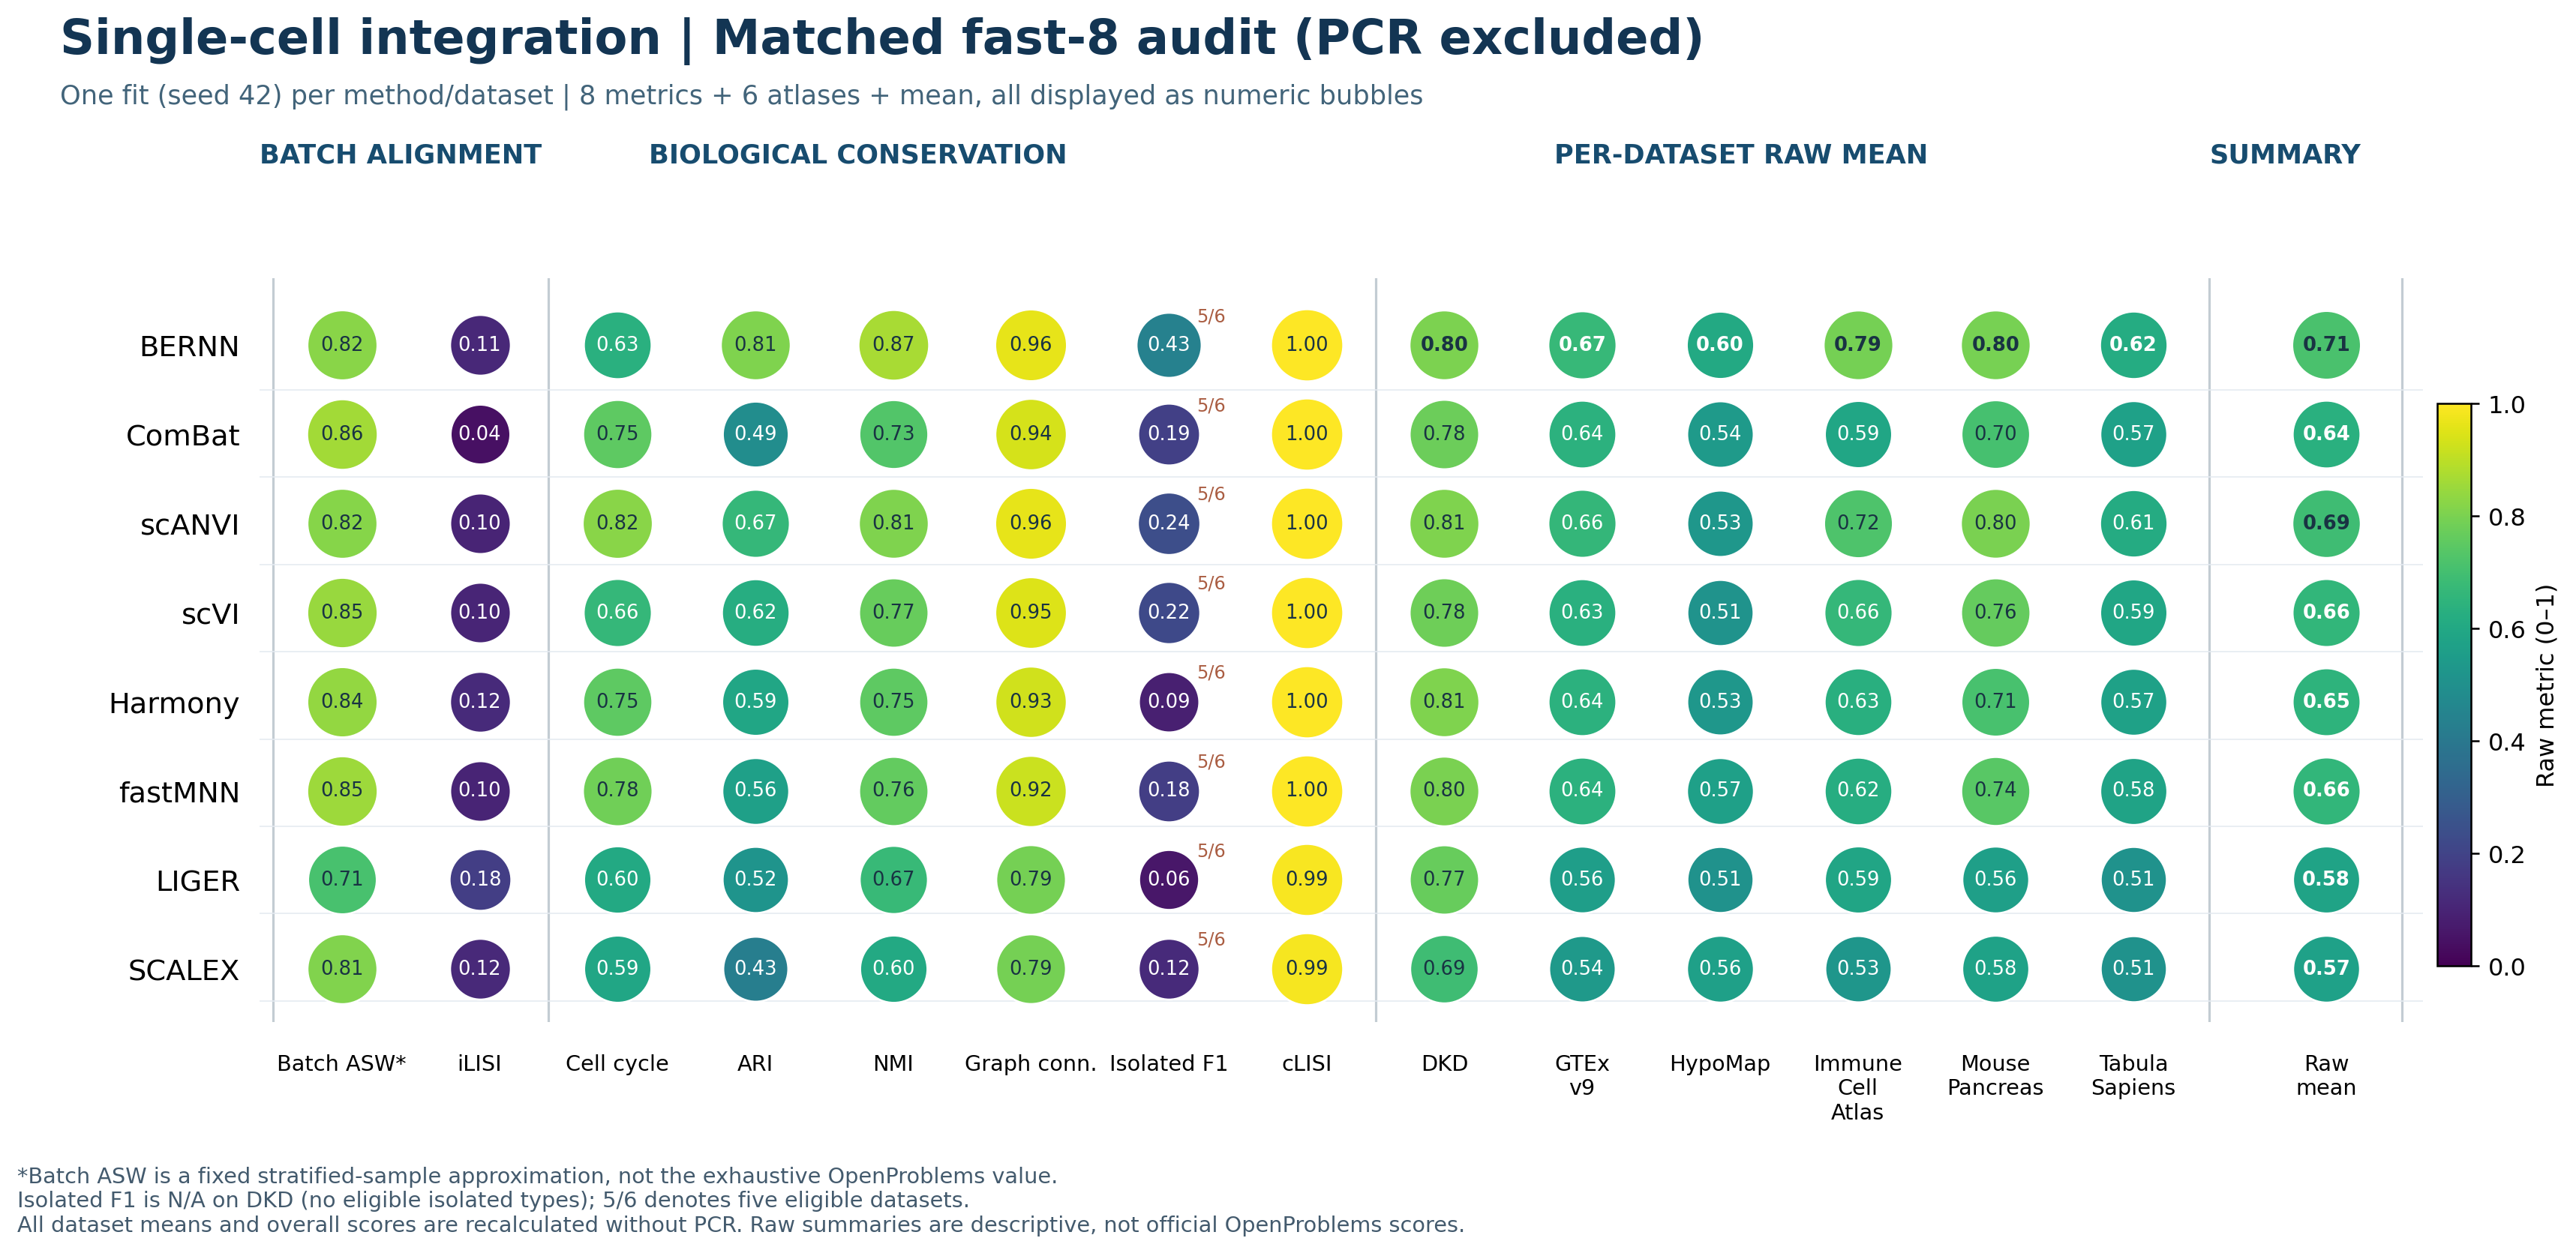 Single-cell integration | Matched fast-8 audit (PCR excluded)
One fit (seed 42) per method/dataset | 8 metrics + 6 atlases + mean, all displayed as numeric bubbles
BATCH ALIGNMENT BIOLOGICAL CONSERVATION PER-DATASET RAW MEAN SUMMARY
5/6
BERNN 0.82 0.11 0.63 0.81 0.87 0.96 0.43 1.00 0.80 0.67 0.60 0.79 0.80 0.62 0.71
5/6
ComBat 0.86 0.04 0.75 0.49 0.73 0.94 0.19 1.00 0.78 0.64 0.54 0.59 0.70 0.57 0.64
5/6
scANVI 0.82 0.10 0.82 0.67 0.81 0.96 0.24 1.00 0.81 0.66 0.53 0.72 0.80 0.61 0.69
5/6
scVI 0.85 0.10 0.66 0.62 0.77 0.95 0.22 1.00 0.78 0.63 0.51 0.66 0.76 0.59 0.66
5/6
Harmony 0.84 0.12 0.75 0.59 0.75 0.93 0.09 1.00 0.81 0.64 0.53 0.63 0.71 0.57 0.65
5/6
fastMNN 0.85 0.10 0.78 0.56 0.76 0.92 0.18 1.00 0.80 0.64 0.57 0.62 0.74 0.58 0.66
5/6
LIGER 0.71 0.18 0.60 0.52 0.67 0.79 0.06 0.99 0.77 0.56 0.51 0.59 0.56 0.51 0.58
5/6
SCALEX 0.81 0.12 0.59 0.43 0.60 0.79 0.12 0.99 0.69 0.54 0.56 0.53 0.58 0.51 0.57
1.0
0.8
0.6
0.4
0.2
0.0
Raw metric (0–1)
Batch ASW* iLISI Cell cycle ARI NMI Graph conn. Isolated F1 cLISI DKD GTEx HypoMap Immune Mouse Tabula Raw
v9 Cell Pancreas Sapiens mean
Atlas
*Batch ASW is a fixed stratified-sample approximation, not the exhaustive OpenProblems value.
Isolated F1 is N/A on DKD (no eligible isolated types); 5/6 denotes five eligible datasets.
All dataset means and overall scores are recalculated without PCR. Raw summaries are descriptive, not official OpenProblems scores.